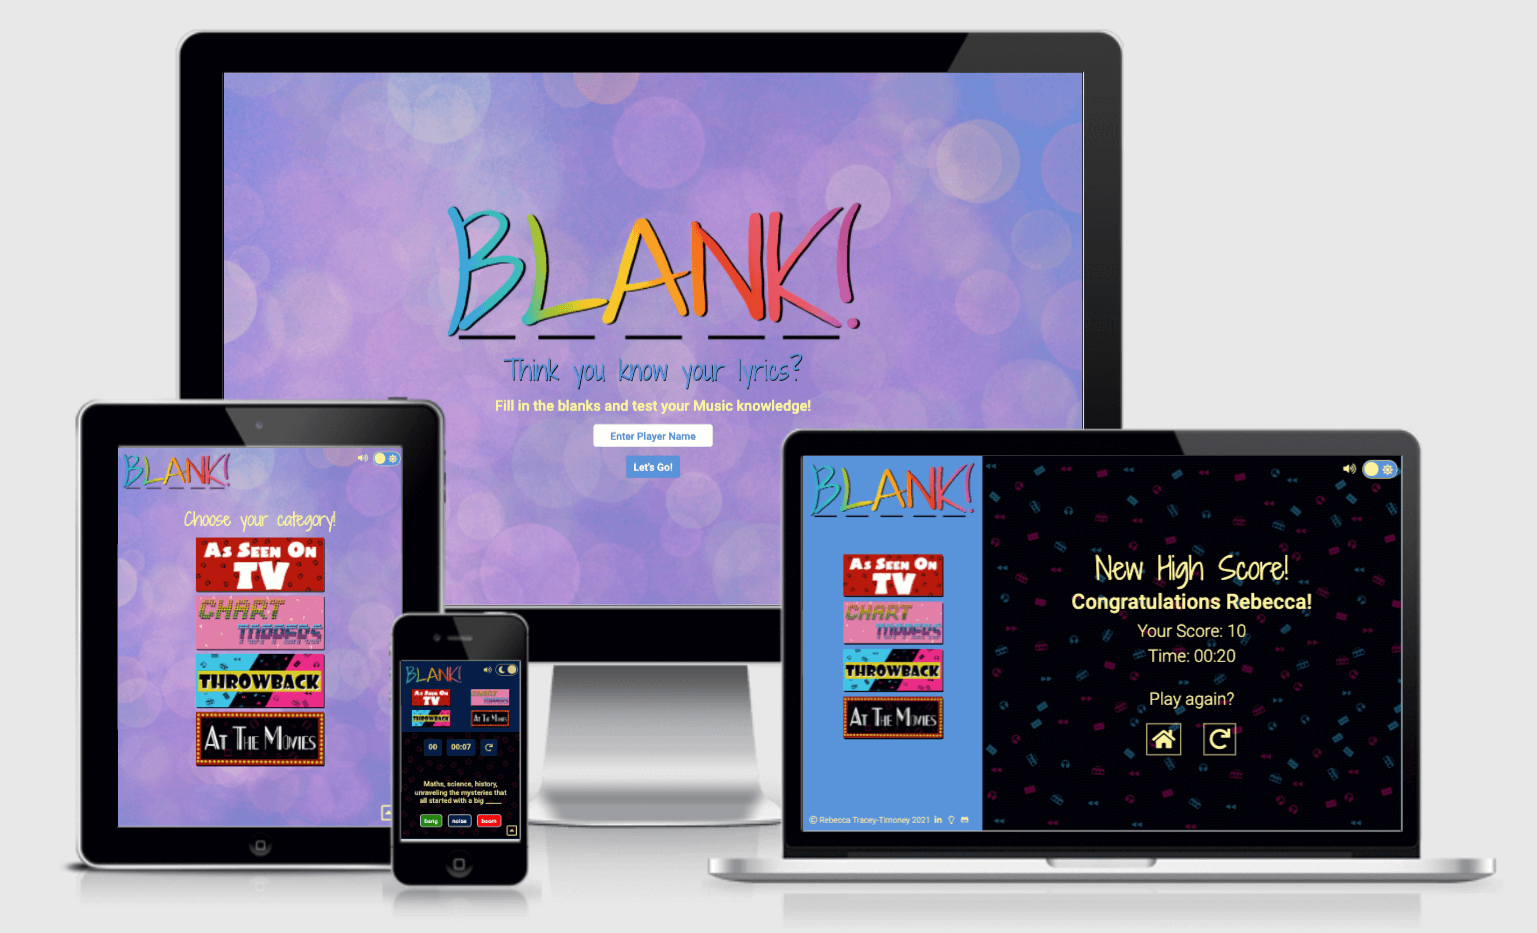 BLANK!
Think you know your lyrics?
Fill in the blanks and test your Music knowledge!
Enter Player Name
Let's Go!
BLANK!
Choose your category!
As Seen On
TV
Chart
Toppers
Throwback
At The Movies
BLANK!
As Seen On
TV
Chart
Toppers
Throwback
At The Movies
00 00:07
Maths, science, history,
unraveling the mysteries that
all started with a big ____
bang noise boom
BLANK!
As Seen On
TV
Chart
Toppers
Throwback
At The Movies
© Rebecca Tracey-Timoney 2021 in
New High Score!
Congratulations Rebecca!
Your Score: 10
Time: 00:20
Play again?